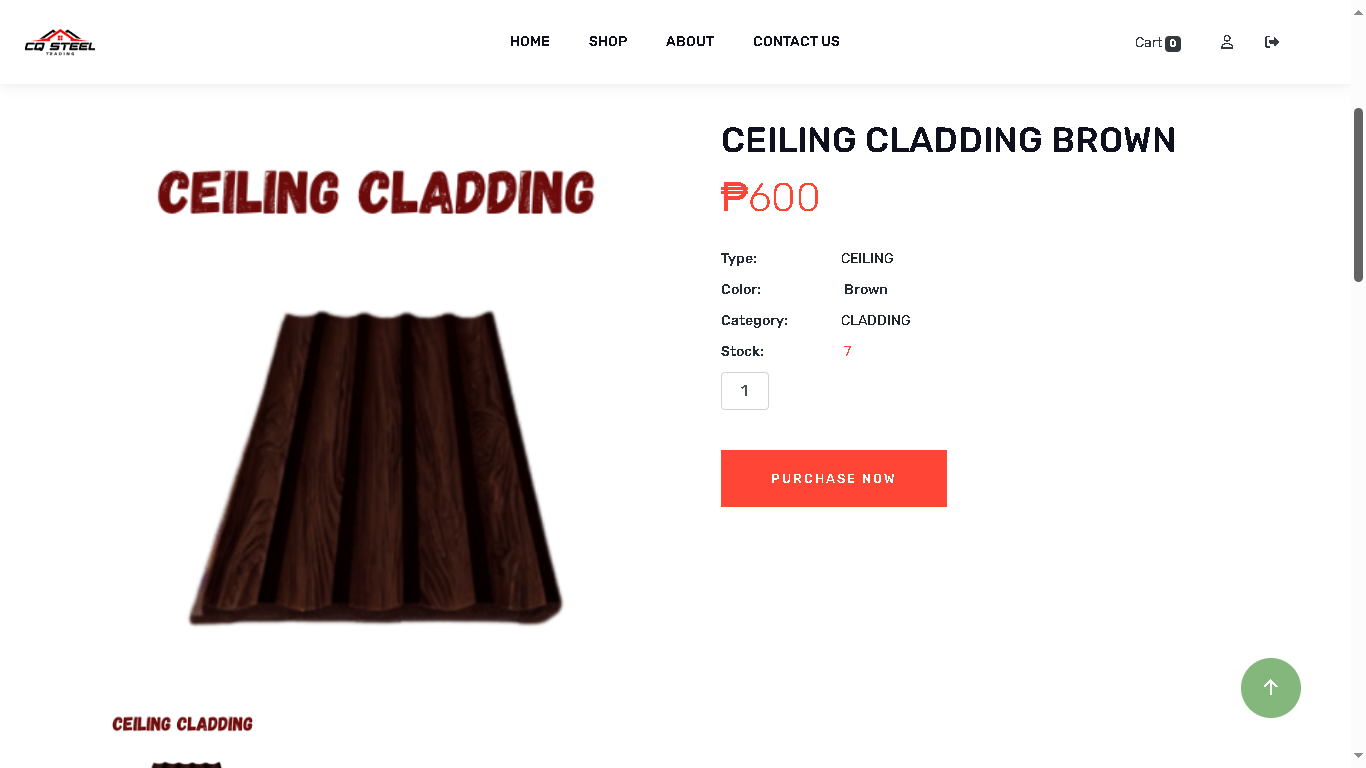 CQ STEEL
TRADING
HOME SHOP ABOUT CONTACT US
Cart 0
CEILING CLADDING
CEILING CLADDING BROWN
₱600
Type: CEILING
Color: Brown
Category: CLADDING
Stock: 7
1
PURCHASE NOW
CEILING CLADDING